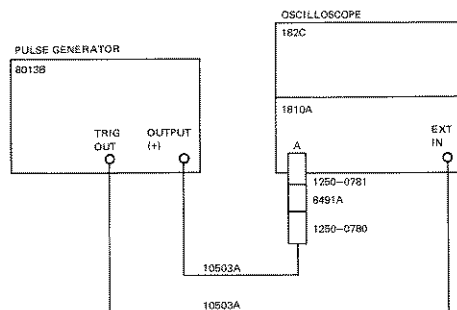 OSCILLOSCOPE
182C
PULSE GENERATOR
8013B
1810A
TRIG
OUT
OUTPUT
(+)
A
EXT
IN
1250-0781
8491A
1250-0780
10503A
10503A